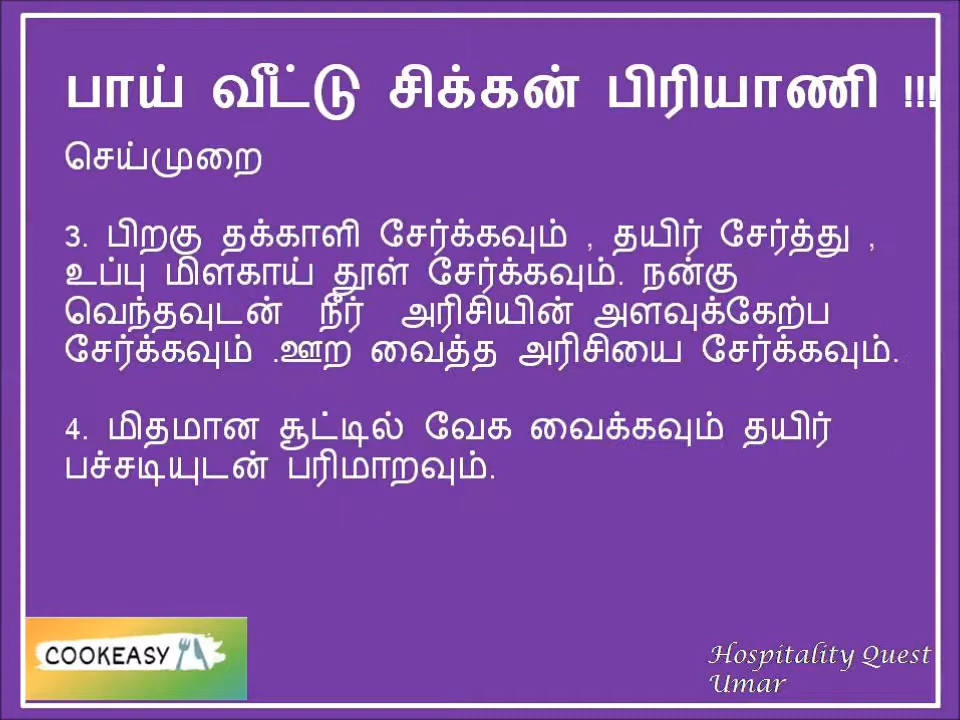 பாய் வீட்டு சிக்கன் பிரியாணி !!!
செய்முறை
3. பிறகு தக்காளி சேர்க்கவும் , தயிர் சேர்த்து ,
உப்பு மிளகாய் தூள் சேர்க்கவும். நன்கு
வெந்தவுடன் நீர் அரிசியின் அளவுக்கேற்ப
சேர்க்கவும் .ஊற வைத்த அரிசியை சேர்க்கவும்.
4. மிதமான சூட்டில் வேக வைக்கவும் தயிர்
பச்சடியுடன் பரிமாறவும்.
COOKEASY
Hospitality Quest
Umar